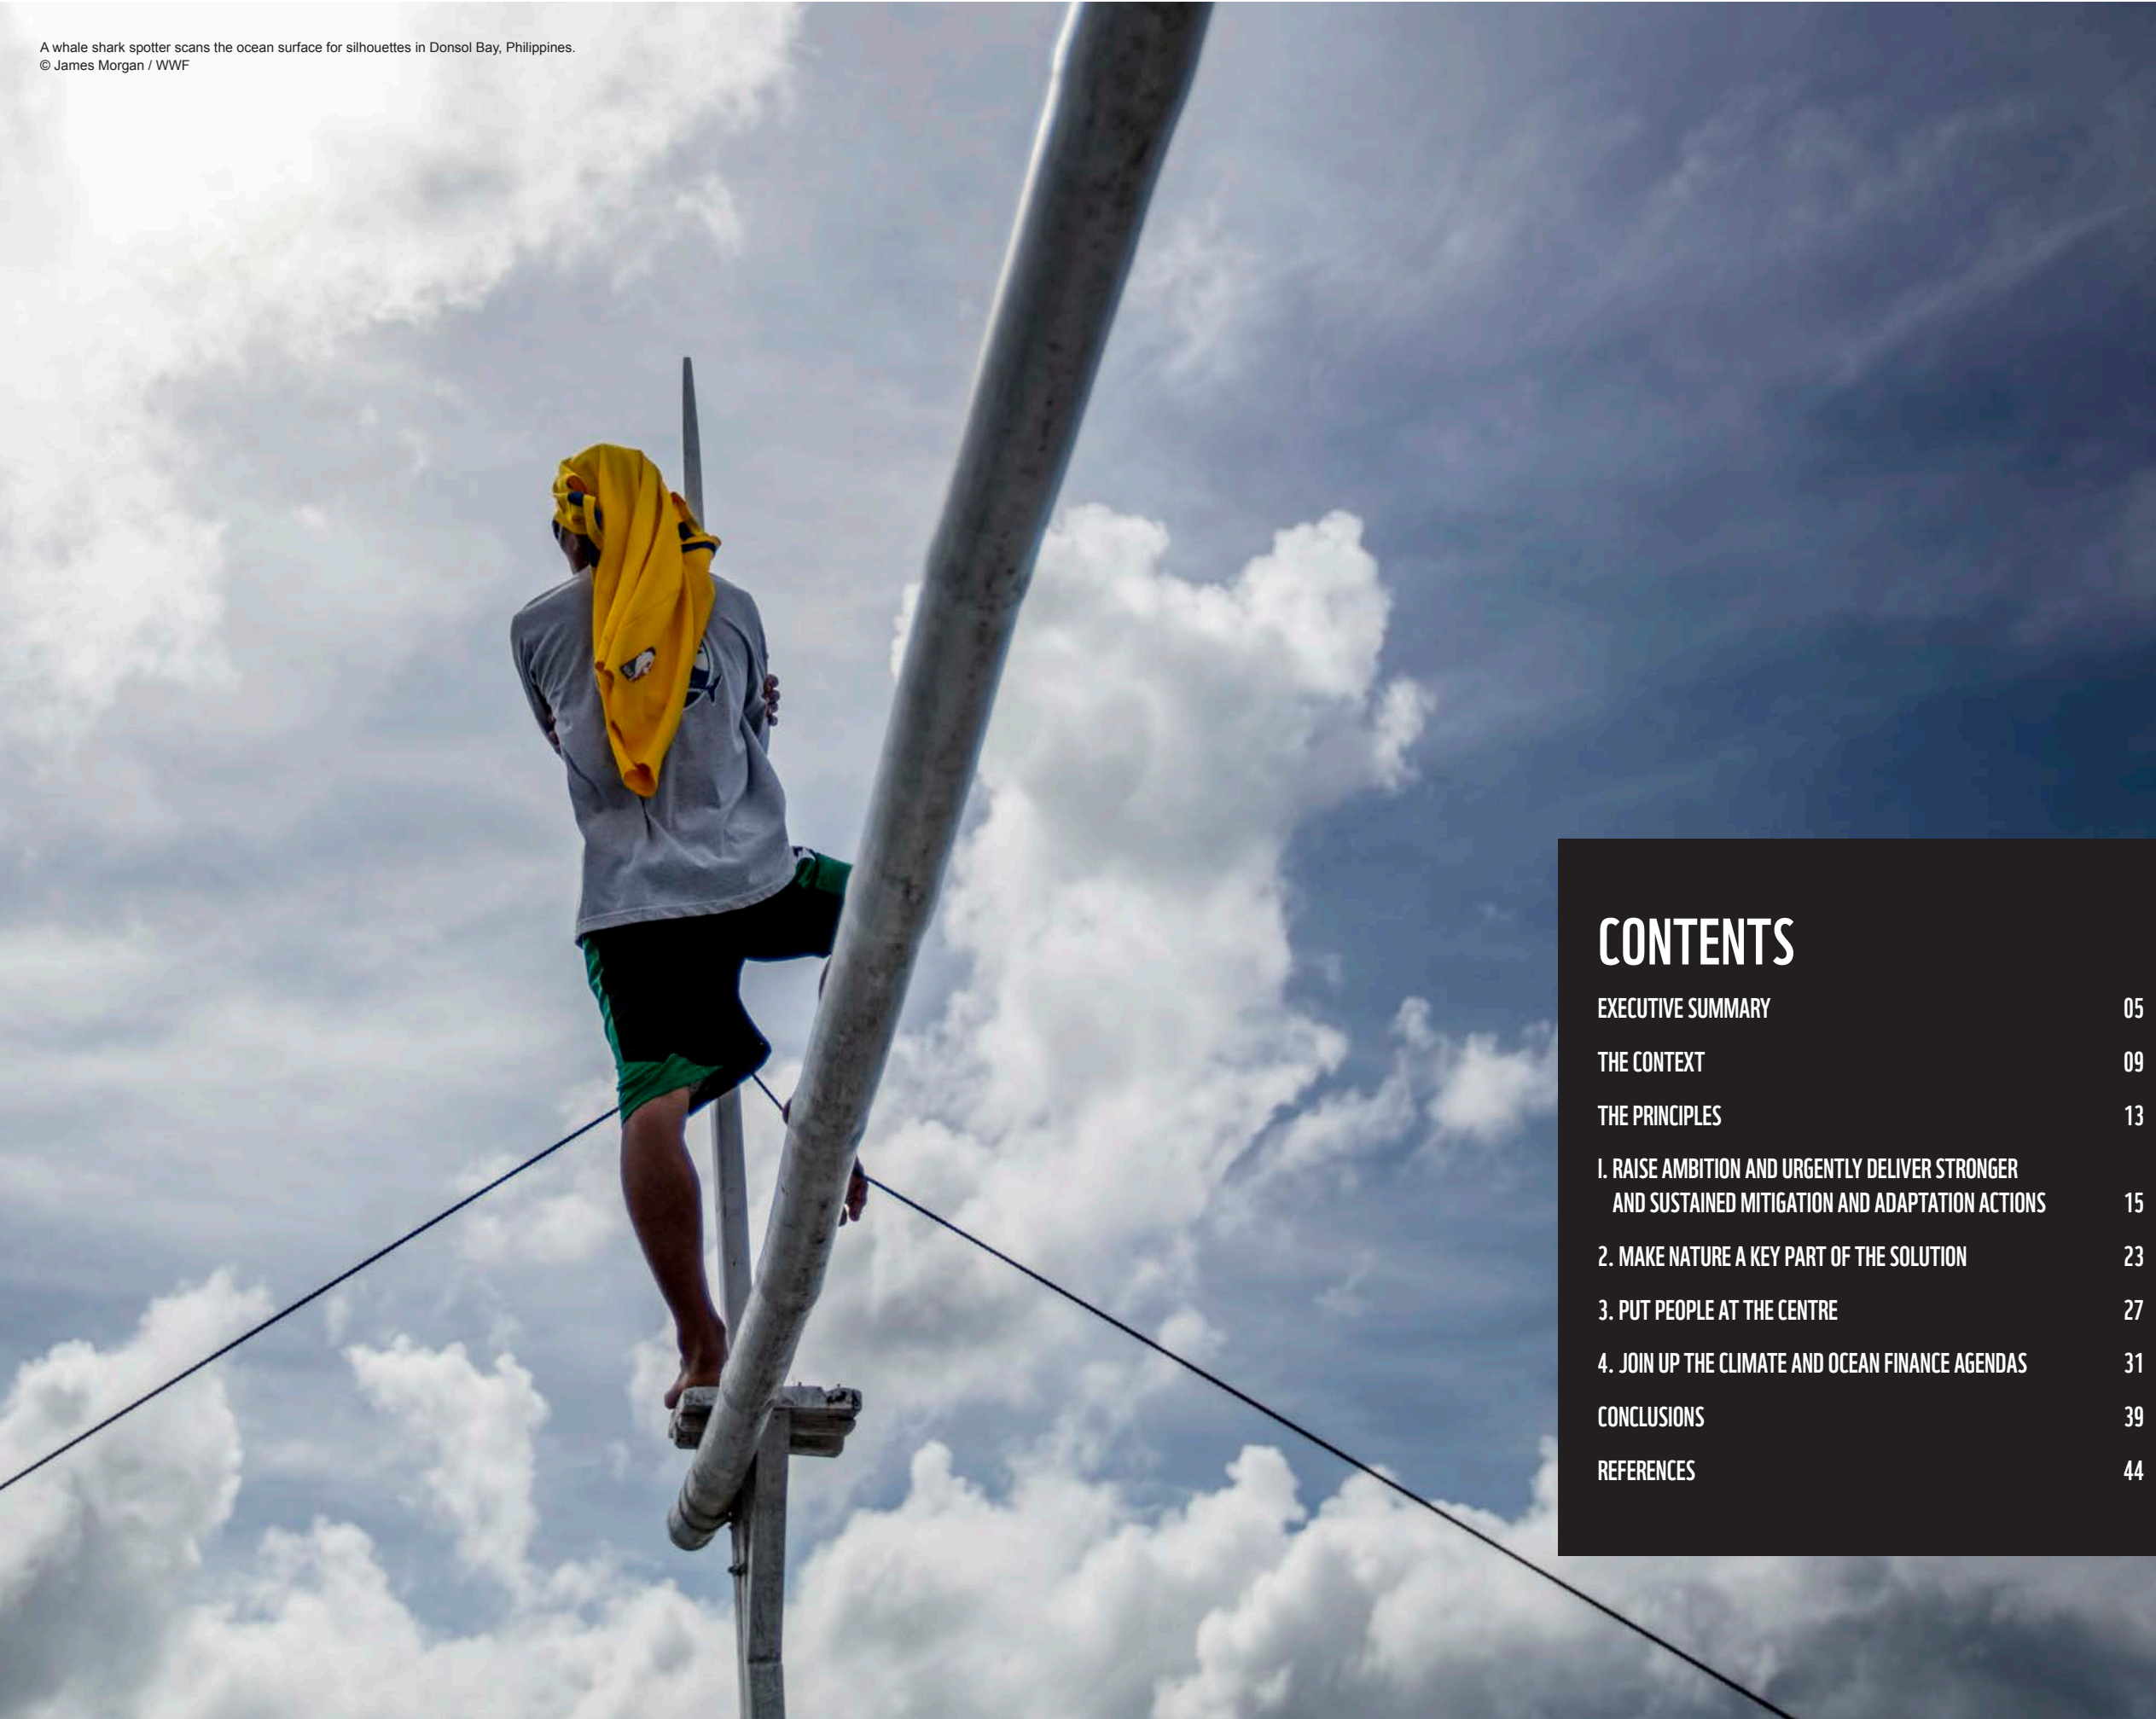 A whale shark spotter scans the ocean surface for silhouettes in Donsol Bay, Philippines.
© James Morgan / WWF
CONTENTS
EXECUTIVE SUMMARY 05
THE CONTEXT 09
THE PRINCIPLES 13
I. RAISE AMBITION AND URGENTLY DELIVER STRONGER
AND SUSTAINED MITIGATION AND ADAPTATION ACTIONS 15
2. MAKE NATURE A KEY PART OF THE SOLUTION 23
3. PUT PEOPLE AT THE CENTRE 27
4. JOIN UP THE CLIMATE AND OCEAN FINANCE AGENDAS 31
CONCLUSIONS 39
REFERENCES 44